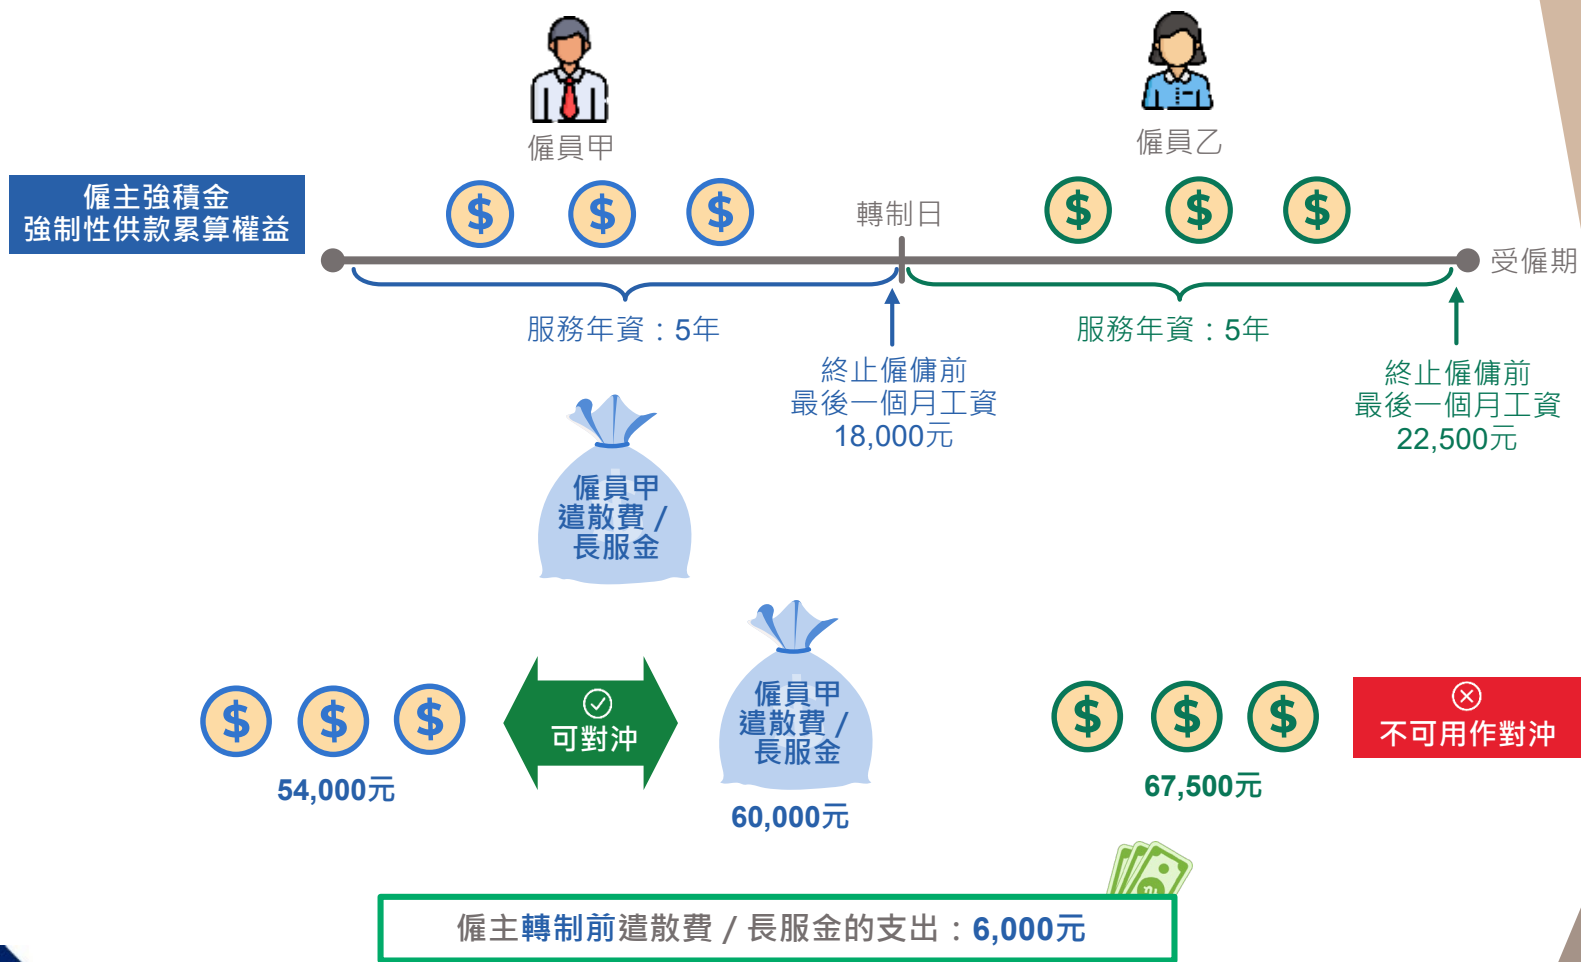 僱員甲
僱員乙
僱主強積金
強制性供款累算權益
$ $ $
轉制日
$ $ $
受僱期
服務年資：5年
服務年資：5年
終止僱傭前
最後一個月工資
18,000元
終止僱傭前
最後一個月工資
22,500元
僱員甲
遣散費 /
長服金
$ $ $
54,000元
可對沖
僱員甲
遣散費 /
長服金
60,000元
$ $ $
67,500元
不可用作對沖
僱主轉制前遣散費 / 長服金的支出：6,000元